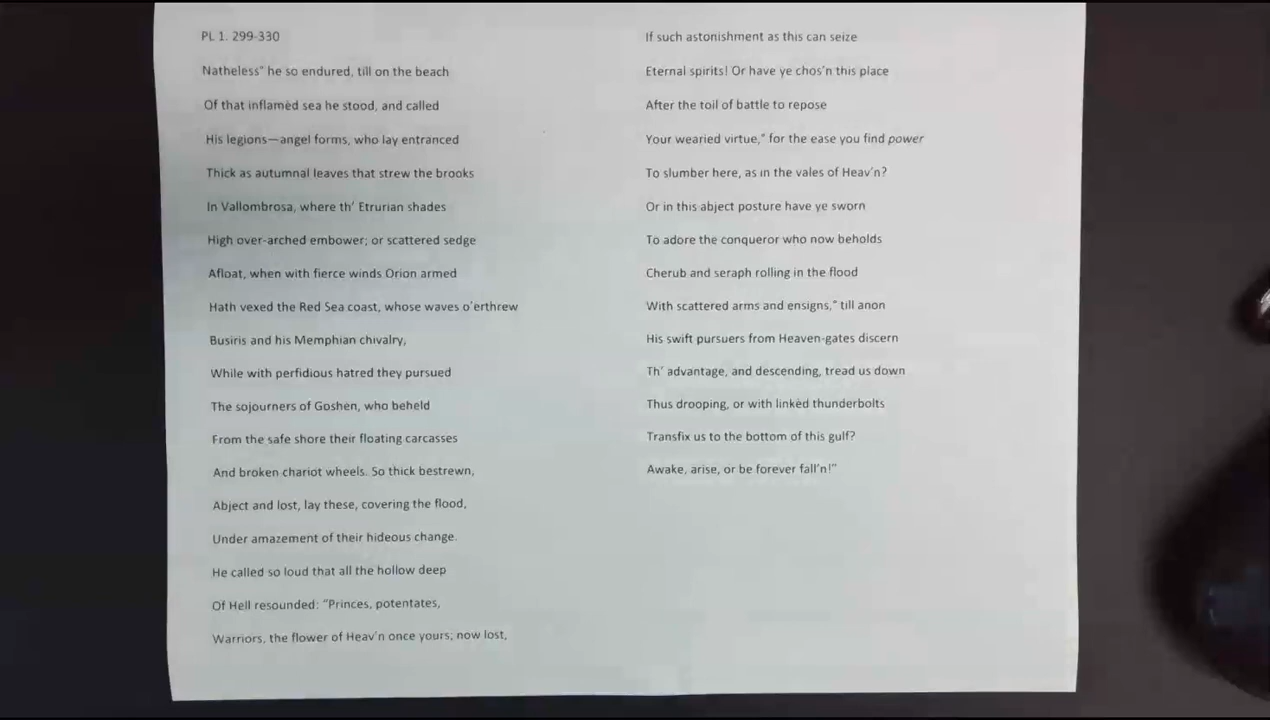 PL 1. 299-330
Natheless° he so endured, till on the beach
Of that inflamèd sea he stood, and called
His legions—angel forms, who lay entranced
Thick as autumnal leaves that strew the brooks
In Vallombrosa, where th' Etrurian shades
High over-arched embower; or scattered sedge
Afloat, when with fierce winds Orion armed
Hath vexed the Red Sea coast, whose waves o'erthrew
Busiris and his Memphian chivalry,
While with perfidious hatred they pursued
The sojourners of Goshen, who beheld
From the safe shore their floating carcasses
And broken chariot wheels. So thick bestrewn,
Abject and lost, lay these, covering the flood,
Under amazement of their hideous change.
He called so loud that all the hollow deep
Of Hell resounded: "Princes, potentates,
Warriors, the flower of Heav'n once yours; now lost,
If such astonishment as this can seize
Eternal spirits! Or have ye chos'n this place
After the toil of battle to repose
Your wearied virtue,° for the ease you find power
To slumber here, as in the vales of Heav'n?
Or in this abject posture have ye sworn
To adore the conqueror who now beholds
Cherub and seraph rolling in the flood
With scattered arms and ensigns,° till anon
His swift pursuers from Heaven-gates discern
Th' advantage, and descending, tread us down
Thus drooping, or with linkèd thunderbolts
Transfix us to the bottom of this gulf?
Awake, arise, or be forever fall'n!"